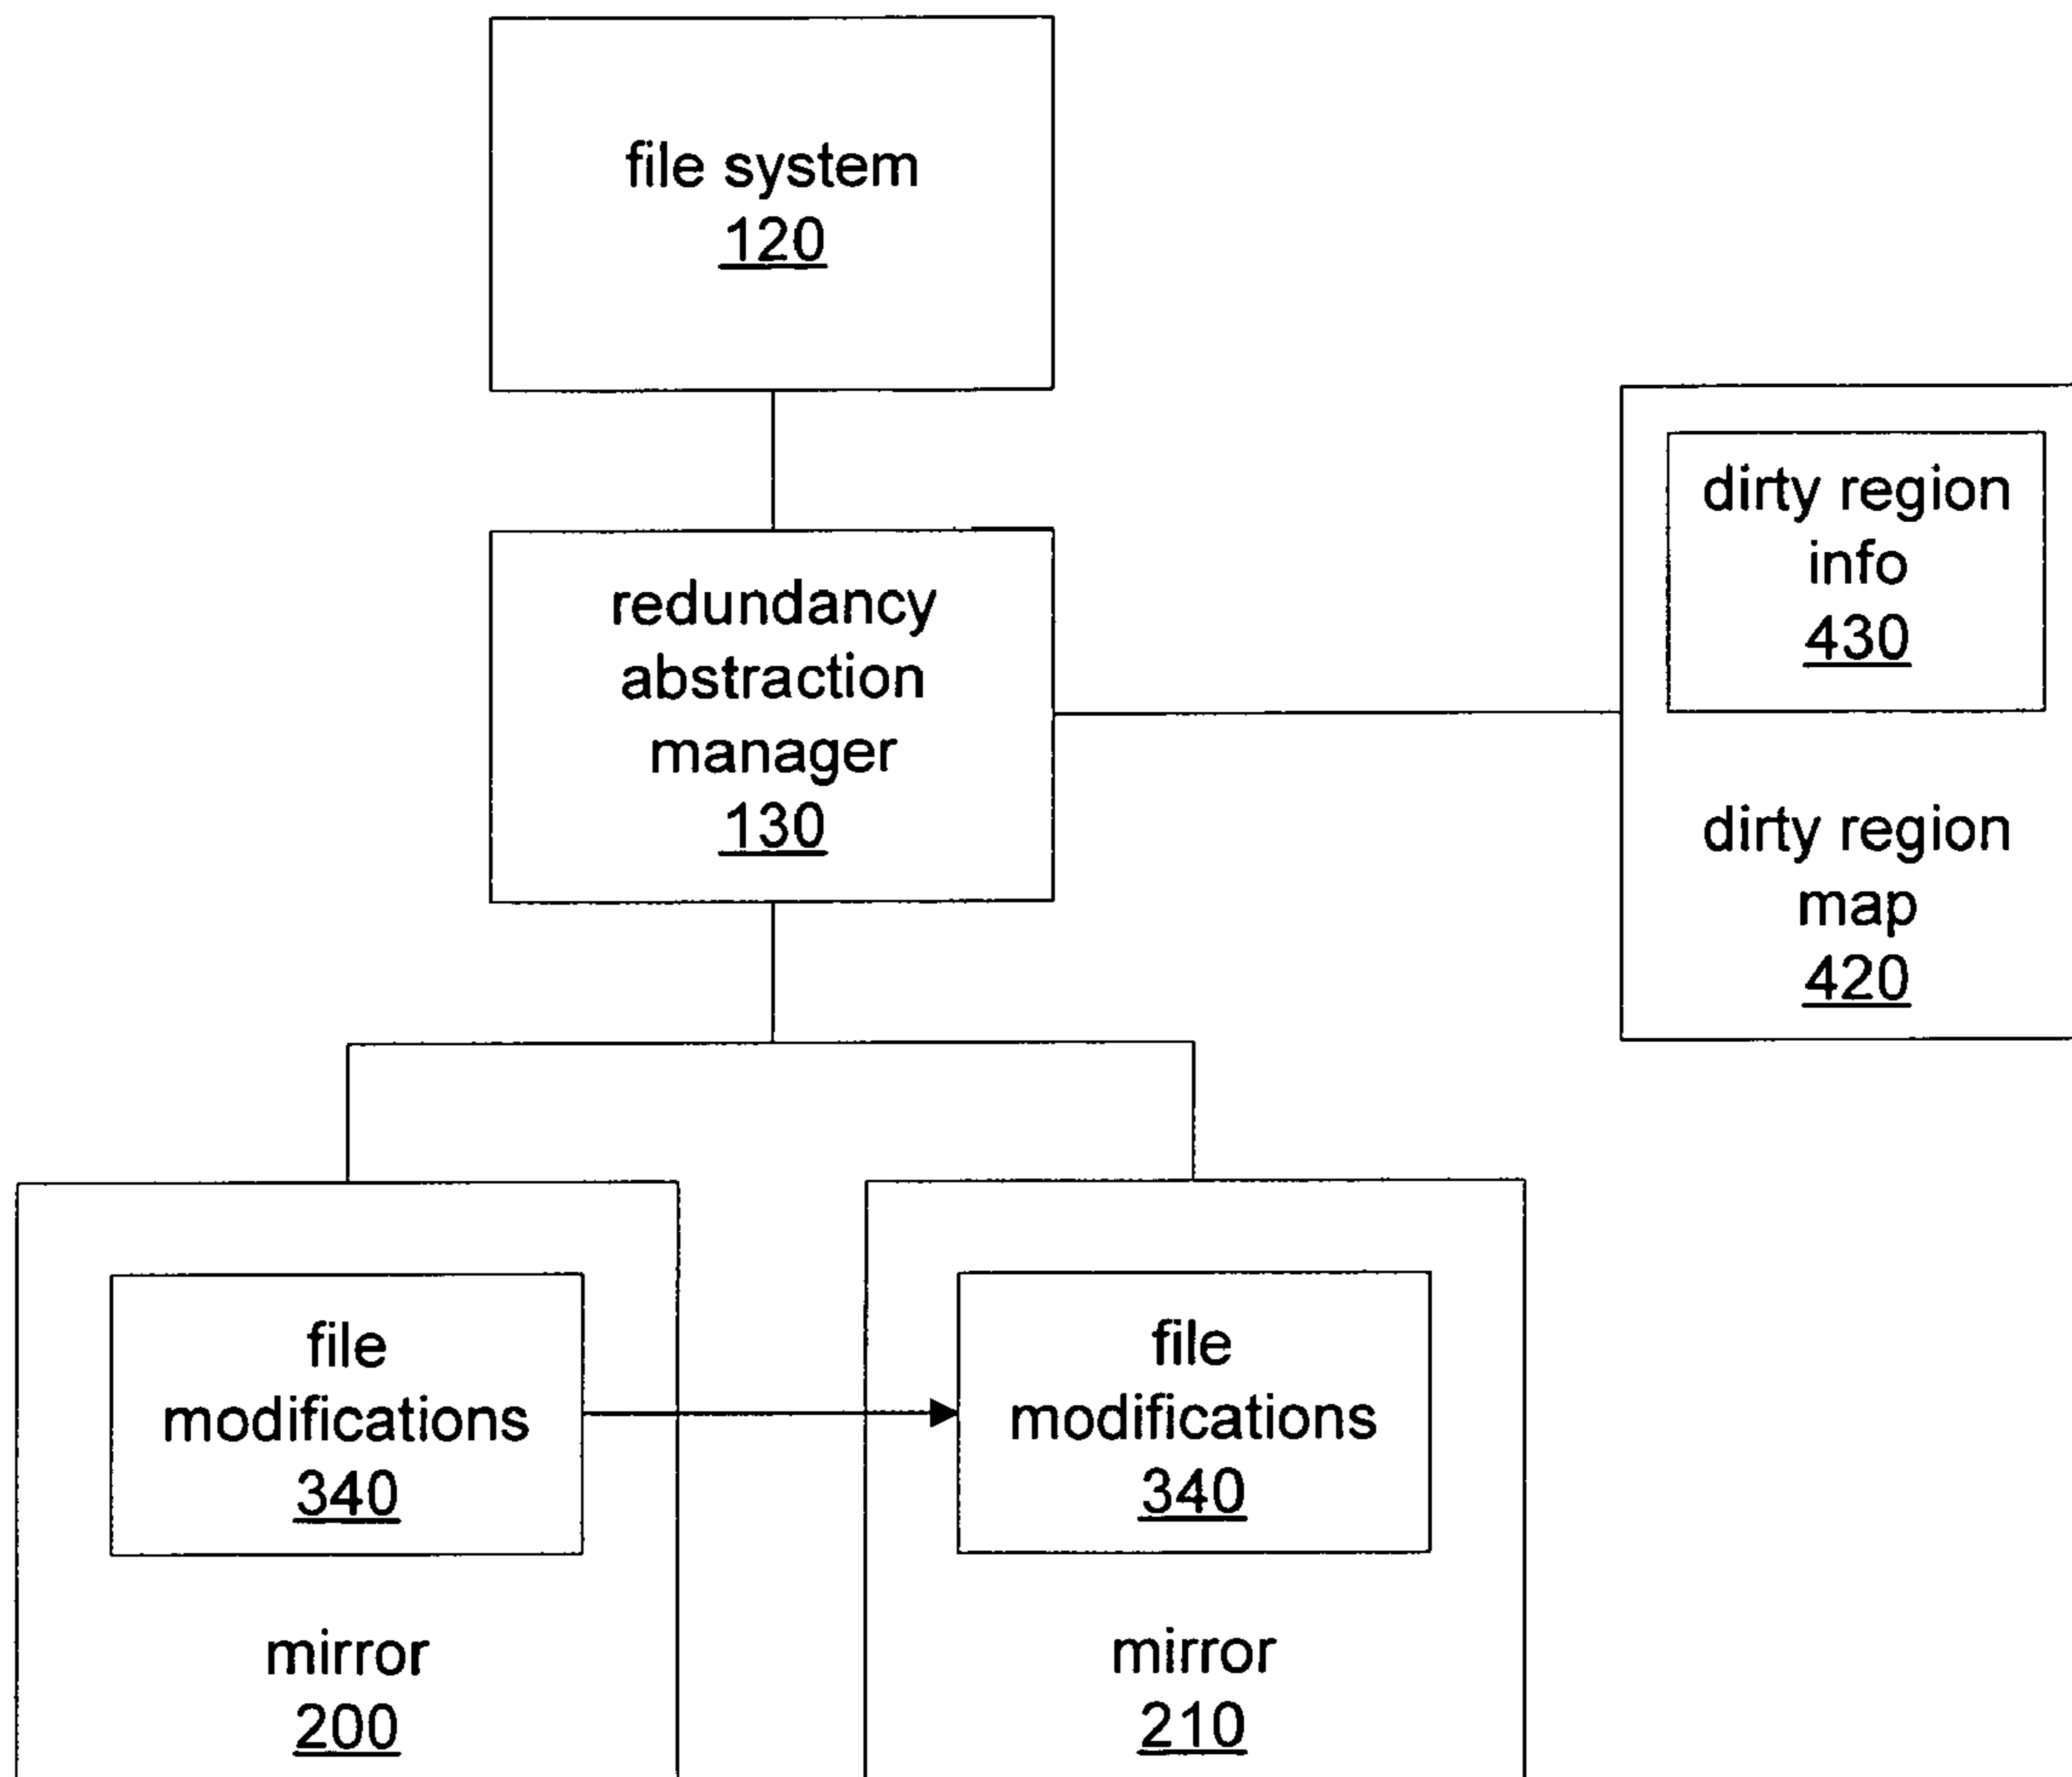 file system
120
redundancy
abstraction
manager
130
dirty region
info
430
dirty region
map
420
file
modifications
340
mirror
200
file
modifications
340
mirror
210